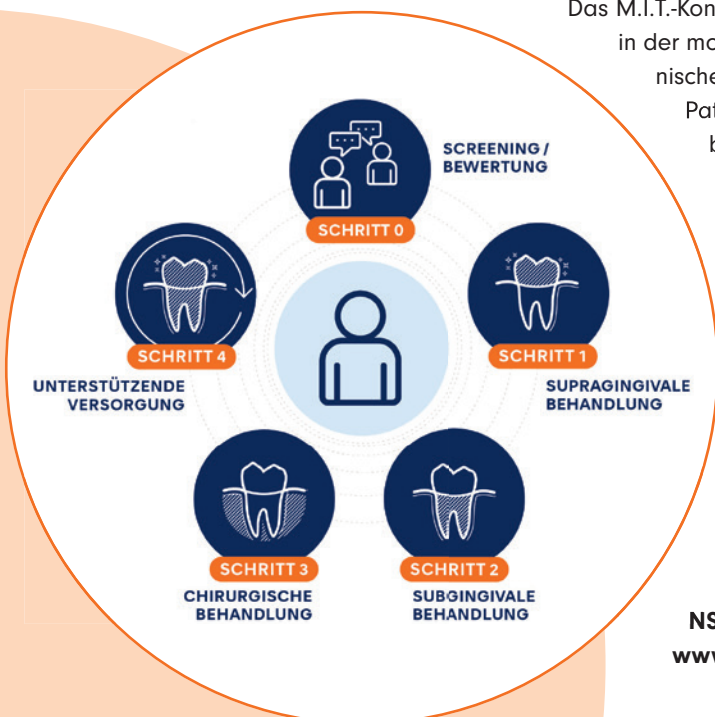 Das M.I.T.-Kon
in der mo
nische
Pat
SCREENING /
BEWERTUNG
SCHRITT 0
SCHRITT 1
SUPRAGINGIVALE
BEHANDLUNG
SCHRITT 2
SUBGINGIVALE
BEHANDLUNG
SCHRITT 3
CHIRURGISCHE
BEHANDLUNG
SCHRITT 4
UNTERSTÜTZENDE
VERSORGUNG
NS
www